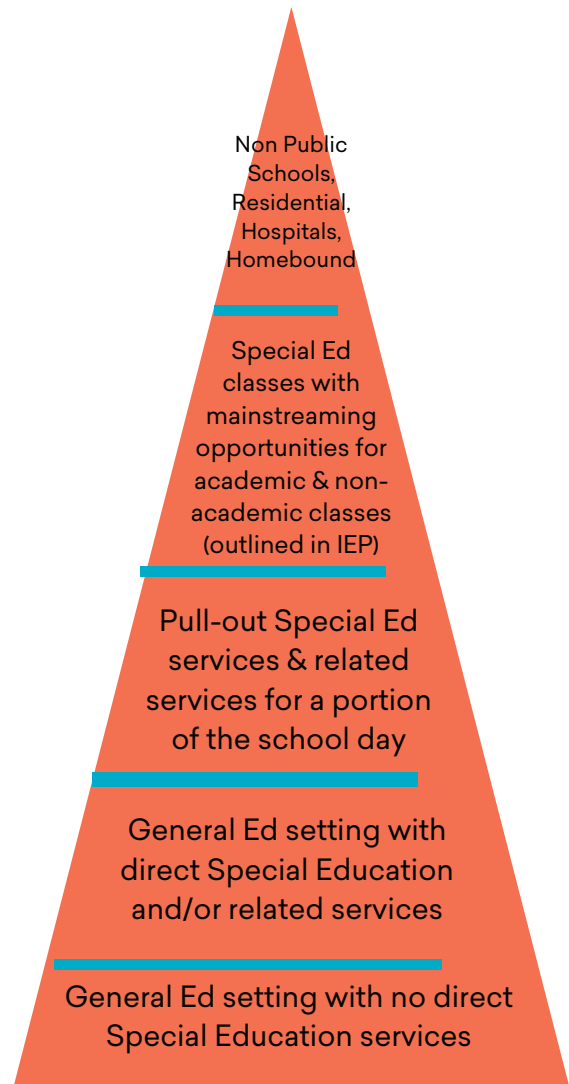 Non Public
Schools,
Residential,
Hospitals,
Homebound
Special Ed
classes with
mainstreaming
opportunities for
academic & non-
academic classes
(outlined in IEP)
Pull-out Special Ed
services & related
services for a portion
of the school day
General Ed setting with
direct Special Education
and/or related services
General Ed setting with no direct
Special Education services